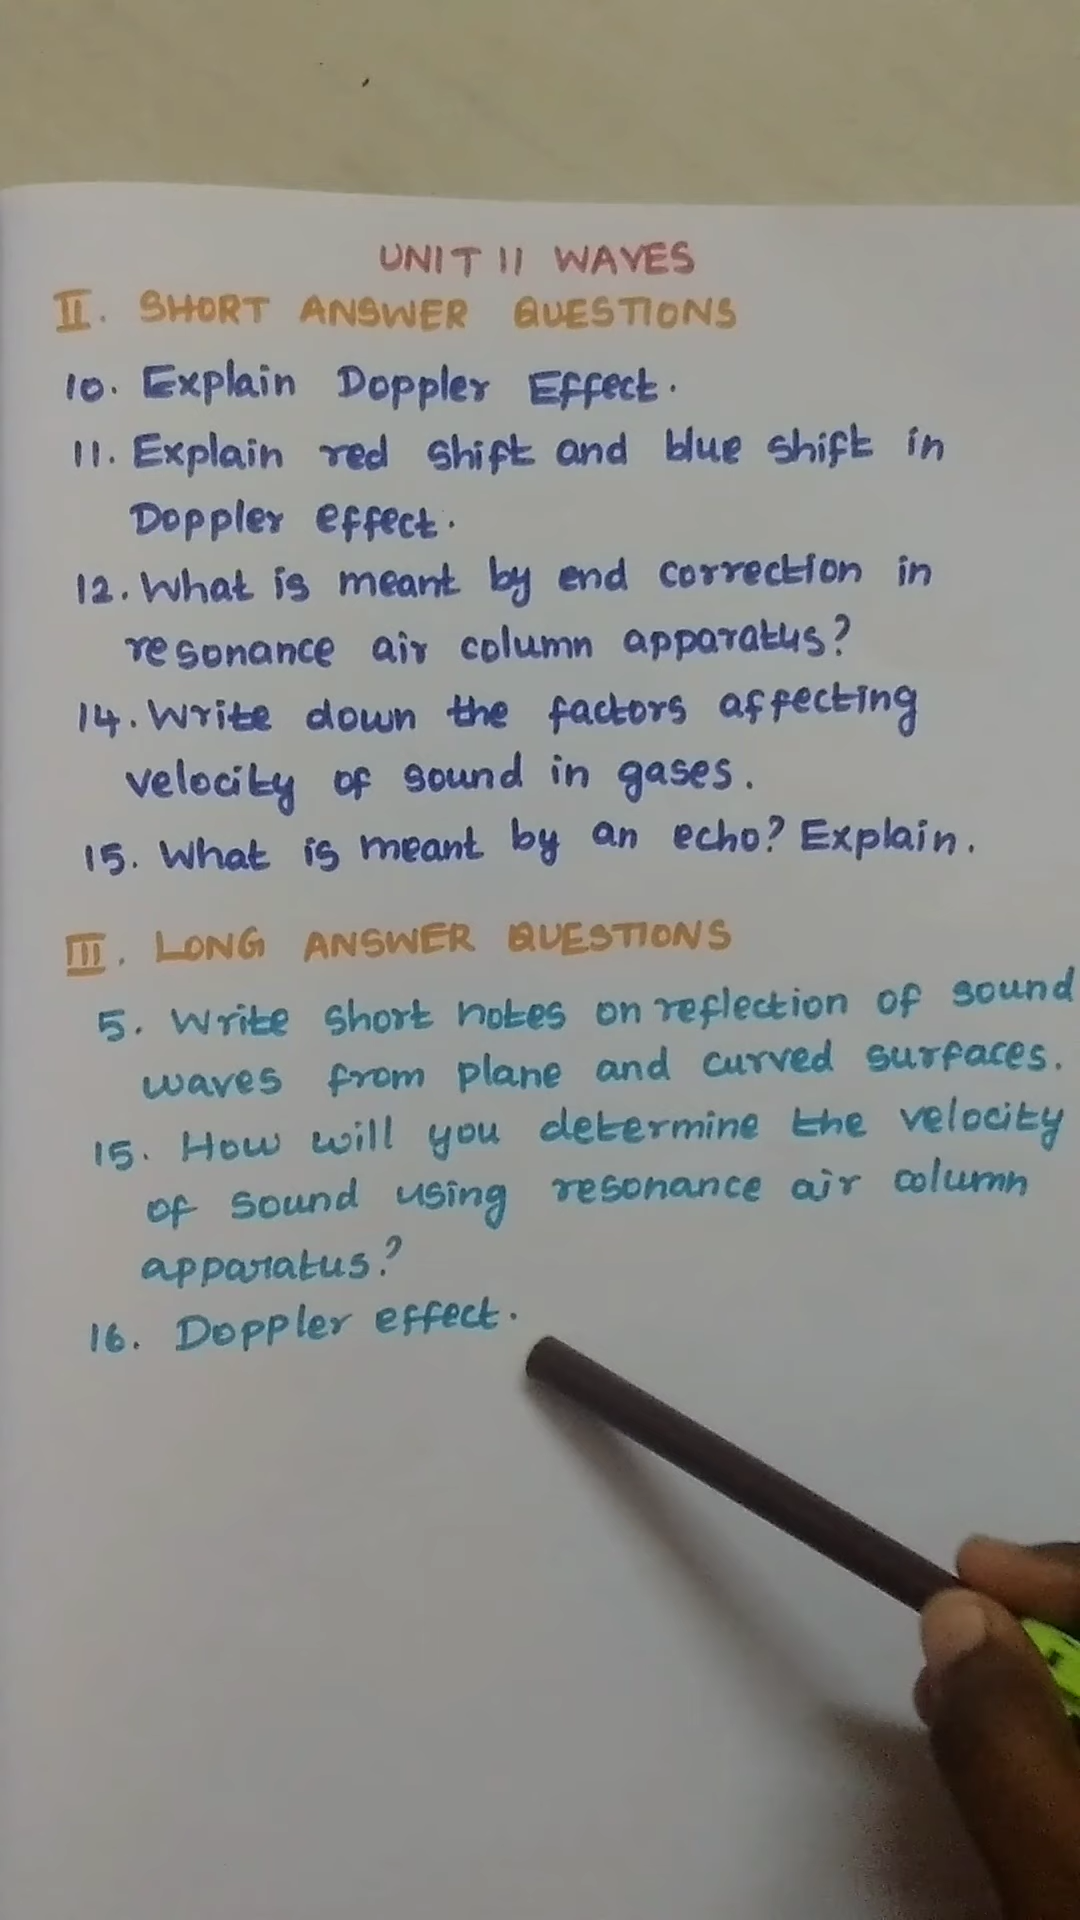 UNIT 11 WAVES
II. SHORT ANSWER QUESTIONS
10. Explain Doppler Effect.
11. Explain red shift and blue shift in
Doppler effect.
12. What is meant by end correction in
resonance air column apparatus?
14. Write down the factors affecting
velocity of sound in gases.
15. What is meant by an echo? Explain.
III. LONG ANSWER QUESTIONS
5. Write short notes on reflection of sound
waves from plane and curved surfaces.
15. How will you determine the velocity
of sound using resonance air column
apparatus?
16. Doppler effect.